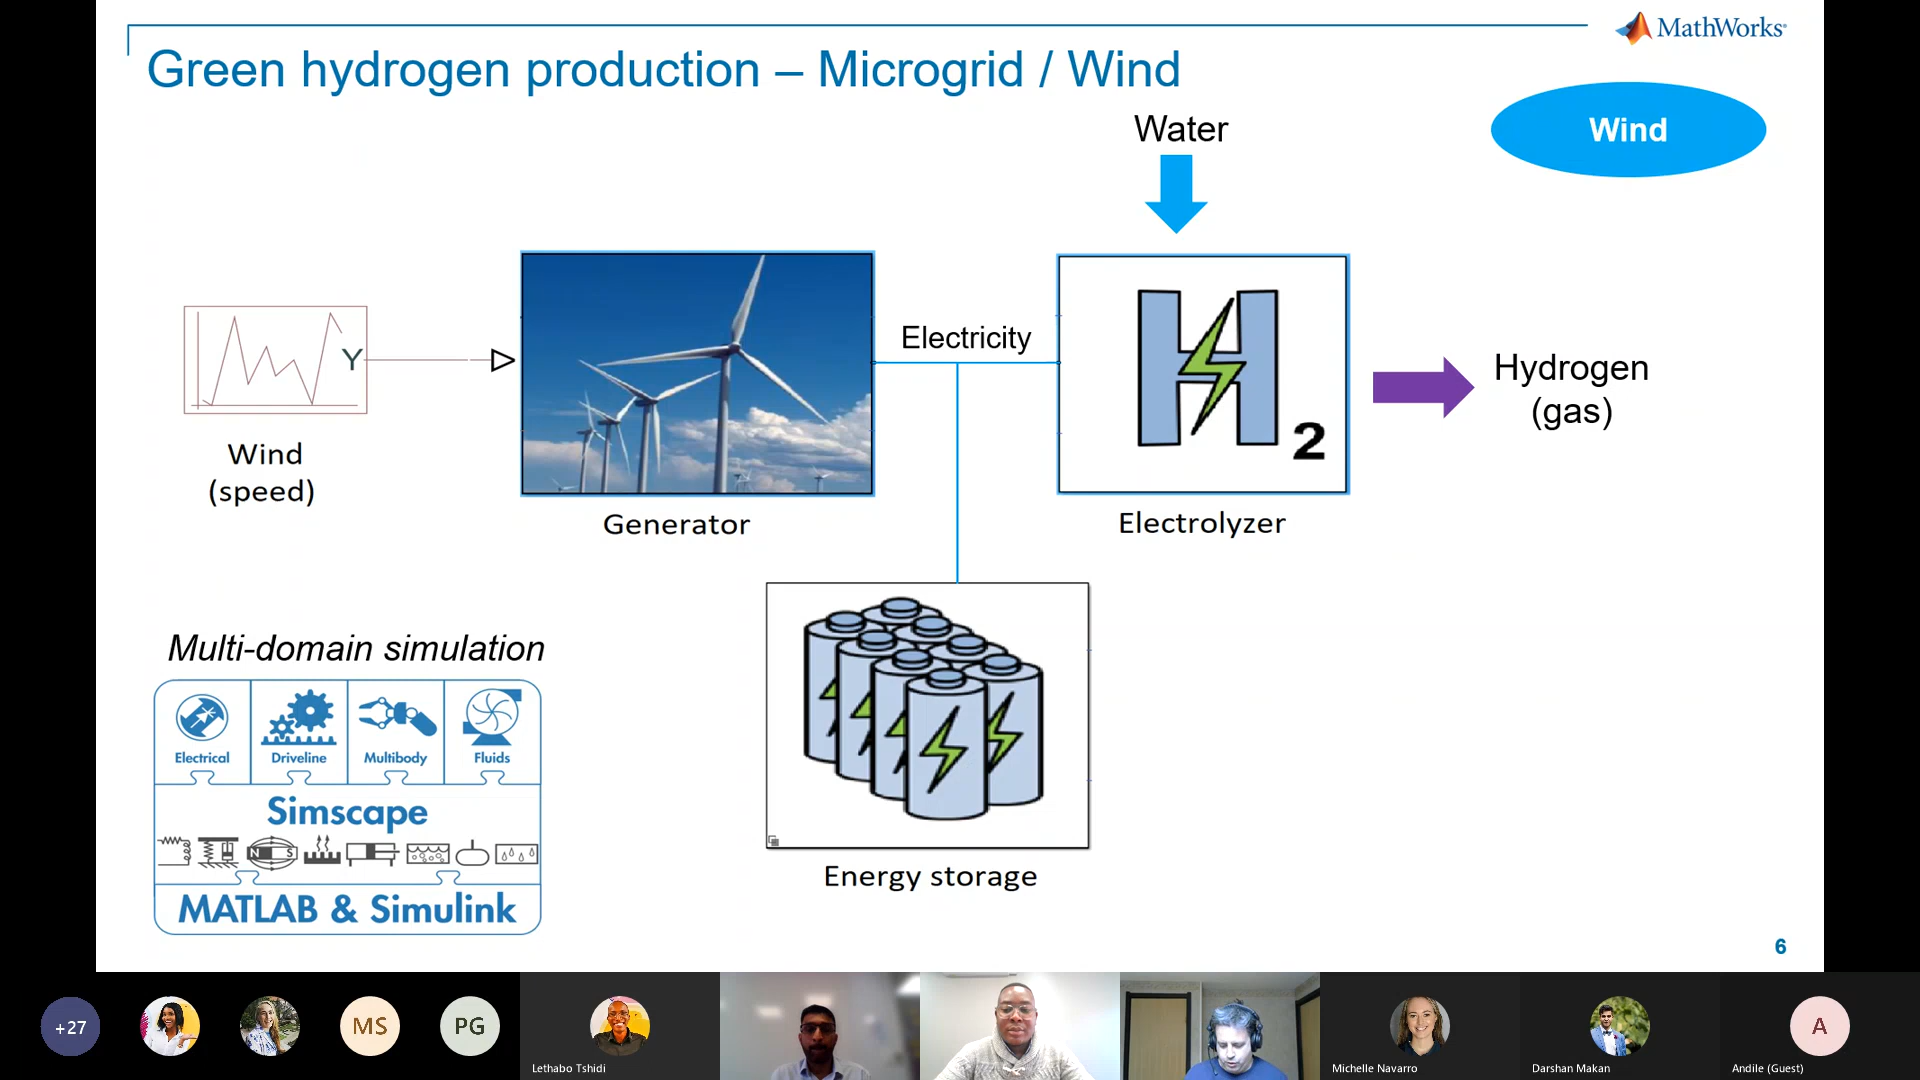 MathWorks®
Green hydrogen production – Microgrid / Wind
Water
Wind
Electricity
Y
H
2
Hydrogen
(gas)
Wind
(speed)
Generator
Electrolyzer
Multi-domain simulation
Electrical
Driveline
Multibody
Fluids
Simscape
N S
MATLAB & Simulink
Energy storage
6
+27
MS
PG
A
Lethabo Tshidi
Michelle Navarro
Darshan Makan
Andile (Guest)